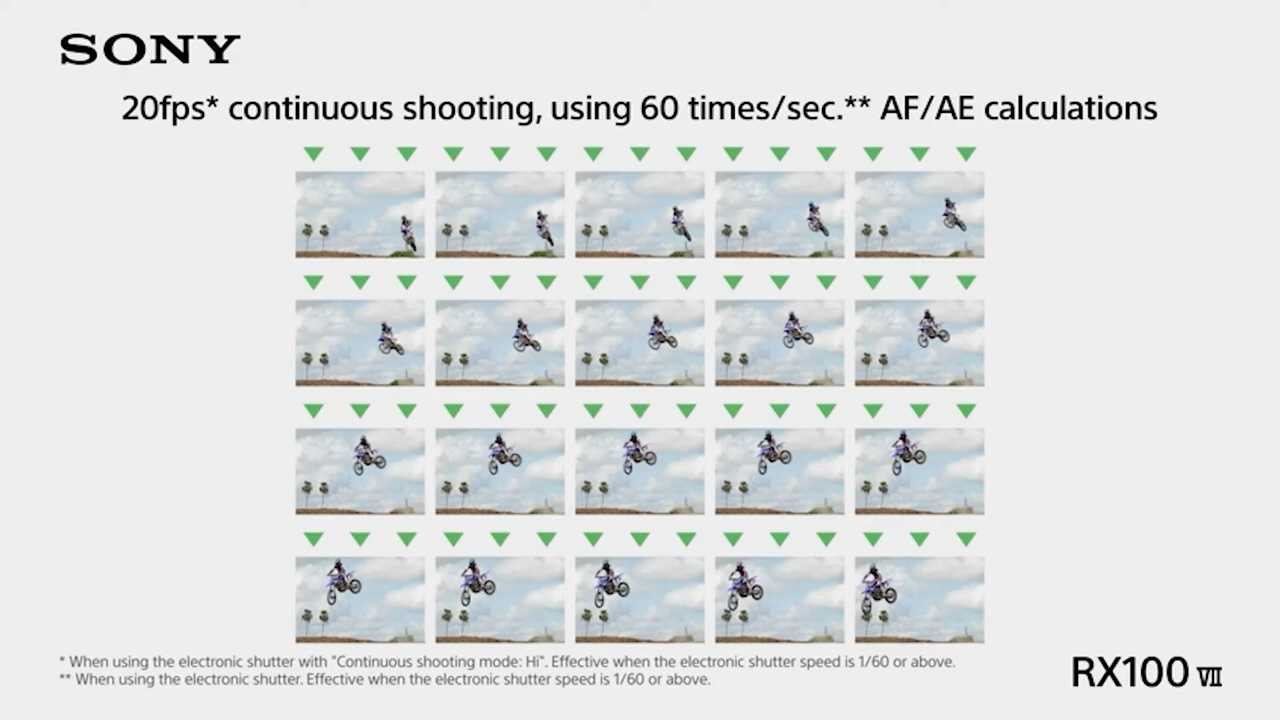 SONY
20fps* continuous shooting, using 60 times/sec.** AF/AE calculations
* When using the electronic shutter with "Continuous shooting mode: Hi". Effective when the electronic shutter speed is 1/60 or above.
** When using the electronic shutter. Effective when the electronic shutter speed is 1/60 or above.
RX100 VII